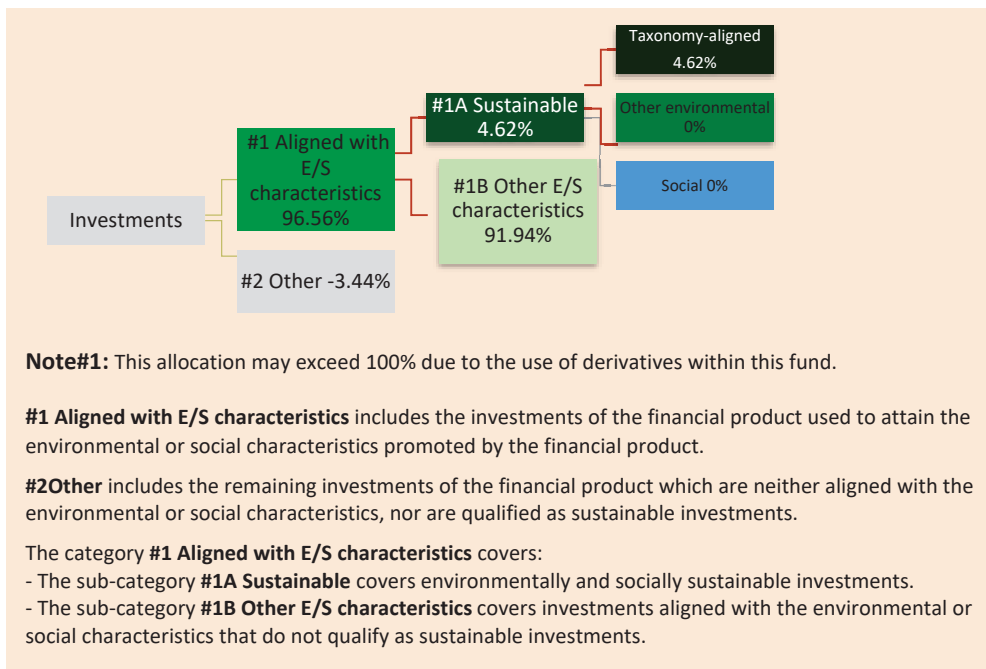 Taxonomy-aligned
4.62%
#1A Sustainable
4.62%
Other environmental
0%
#1 Aligned with
E/S
characteristics
96.56%
#1B Other E/S
characteristics
91.94%
Social 0%
Investments
#2 Other -3.44%
Note#1: This allocation may exceed 100% due to the use of derivatives within this fund.
#1 Aligned with E/S characteristics includes the investments of the financial product used to attain the
environmental or social characteristics promoted by the financial product.
#2Other includes the remaining investments of the financial product which are neither aligned with the
environmental or social characteristics, nor are qualified as sustainable investments.
The category #1 Aligned with E/S characteristics covers:
- The sub-category #1A Sustainable covers environmentally and socially sustainable investments.
- The sub-category #1B Other E/S characteristics covers investments aligned with the environmental or
social characteristics that do not qualify as sustainable investments.